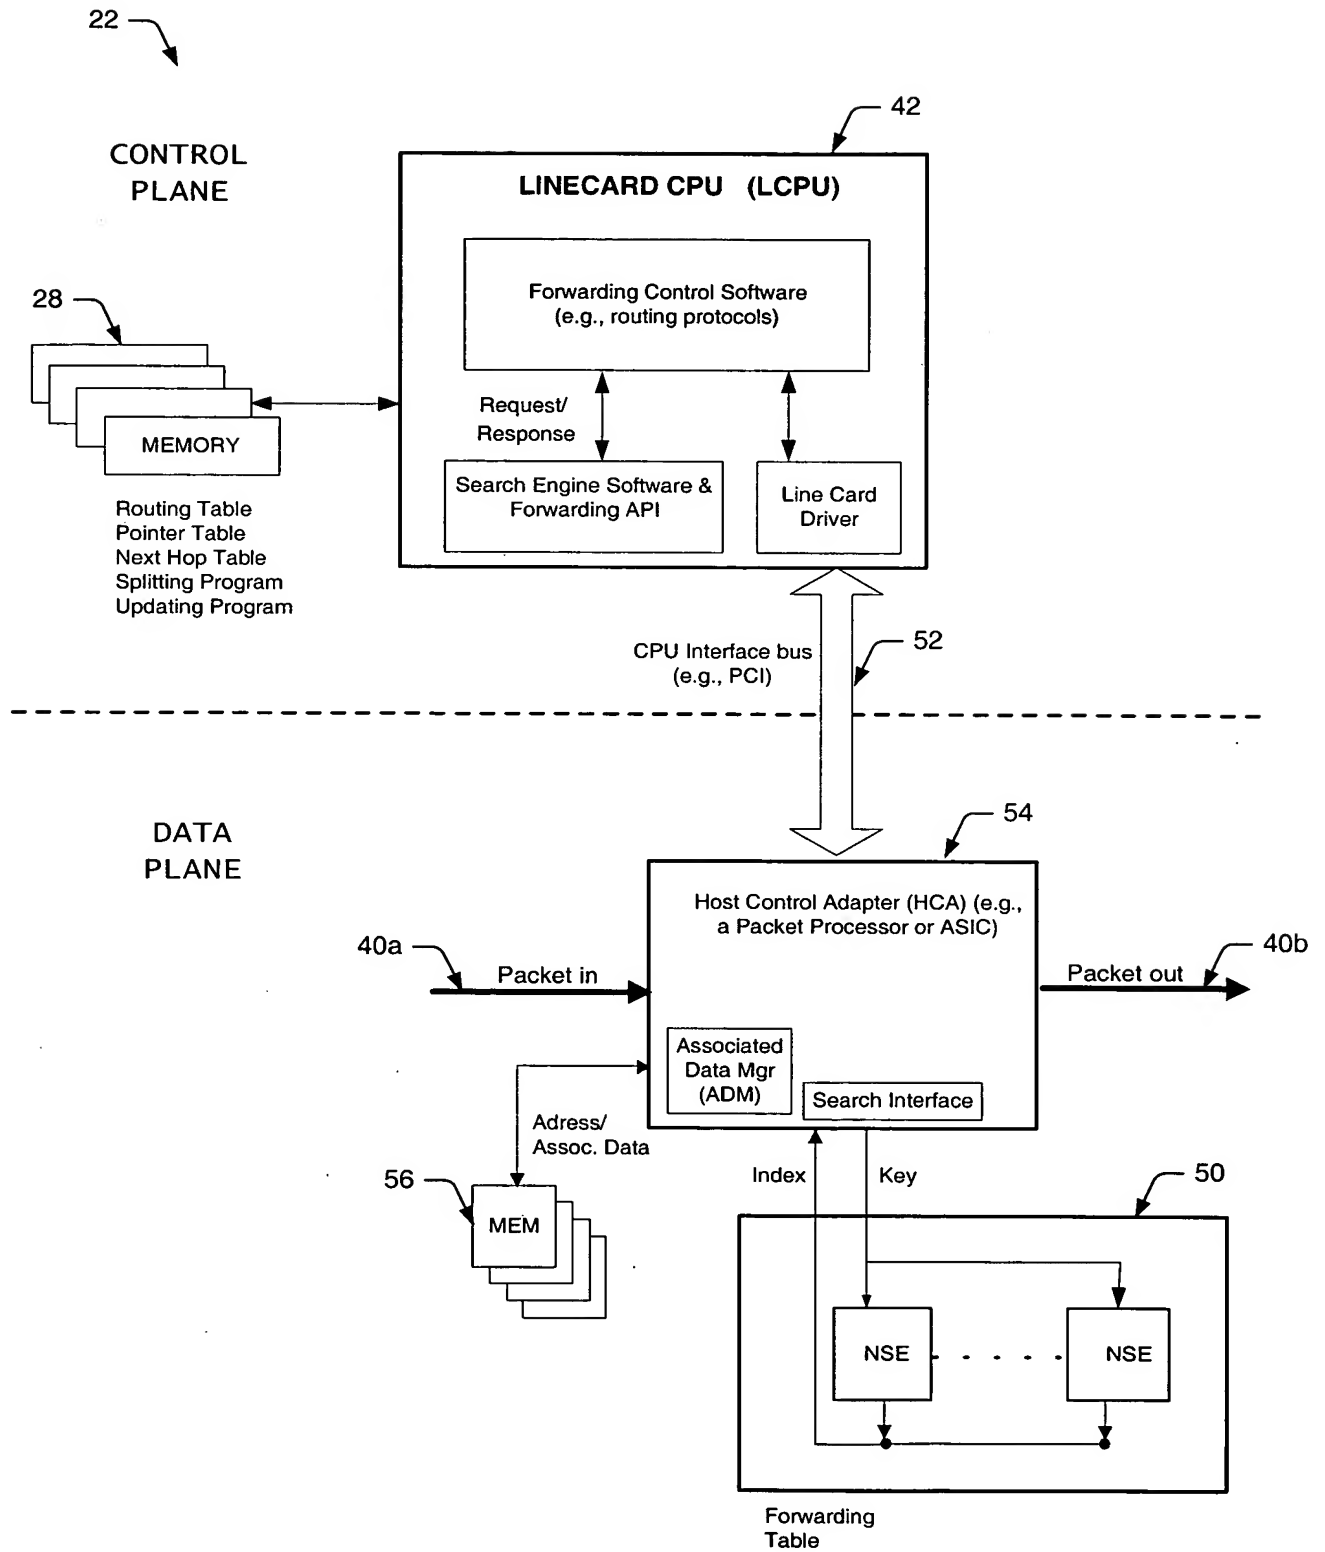 22
42
CONTROL
PLANE
LINECARD CPU (LCPU)
Forwarding Control Software
(e.g., routing protocols)
28
Request/
Response
MEMORY
Search Engine Software &
Forwarding API
Line Card
Driver
Routing Table
Pointer Table
Next Hop Table
Splitting Program
Updating Program
CPU Interface bus
(e.g., PCI)
52
DATA
PLANE
54
Host Control Adapter (HCA) (e.g.,
a Packet Processor or ASIC)
40a
Packet in
Packet out
40b
Associated
Data Mgr
(ADM)
Search Interface
Adress/
Assoc. Data
Index
Key
56
MEM
50
NSE
NSE
Forwarding
Table